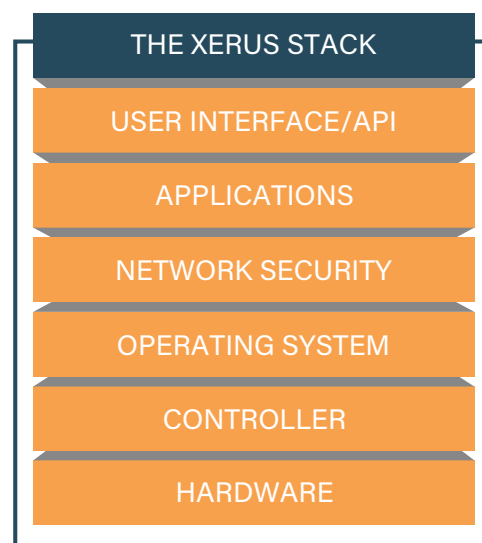 THE XERUS STACK
USER INTERFACE/API
APPLICATIONS
NETWORK SECURITY
OPERATING SYSTEM
CONTROLLER
HARDWARE